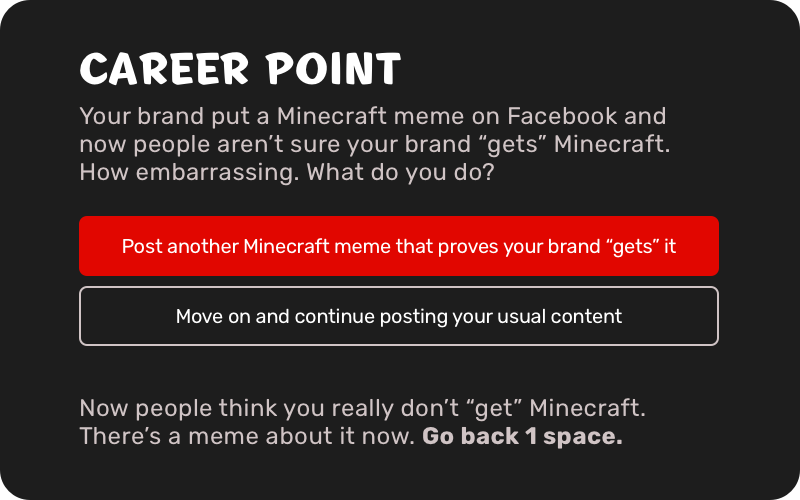 CAREER POINT
Your brand put a Minecraft meme on Facebook and
now people aren’t sure your brand “gets” Minecraft.
How embarrassing. What do you do?
Post another Minecraft meme that proves your brand “gets” it
Move on and continue posting your usual content
Now people think you really don’t “get” Minecraft.
There’s a meme about it now. Go back 1 space.